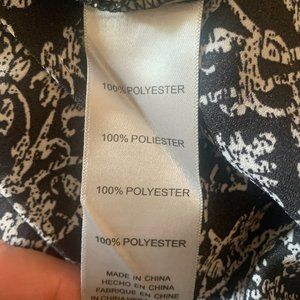 100% POLYESTER
100% POLIESTER
100% POLYESTER
100% POLYESTER
MADE IN CHINA
HECHO EN CHINA
FABRIQUE EN CHINE